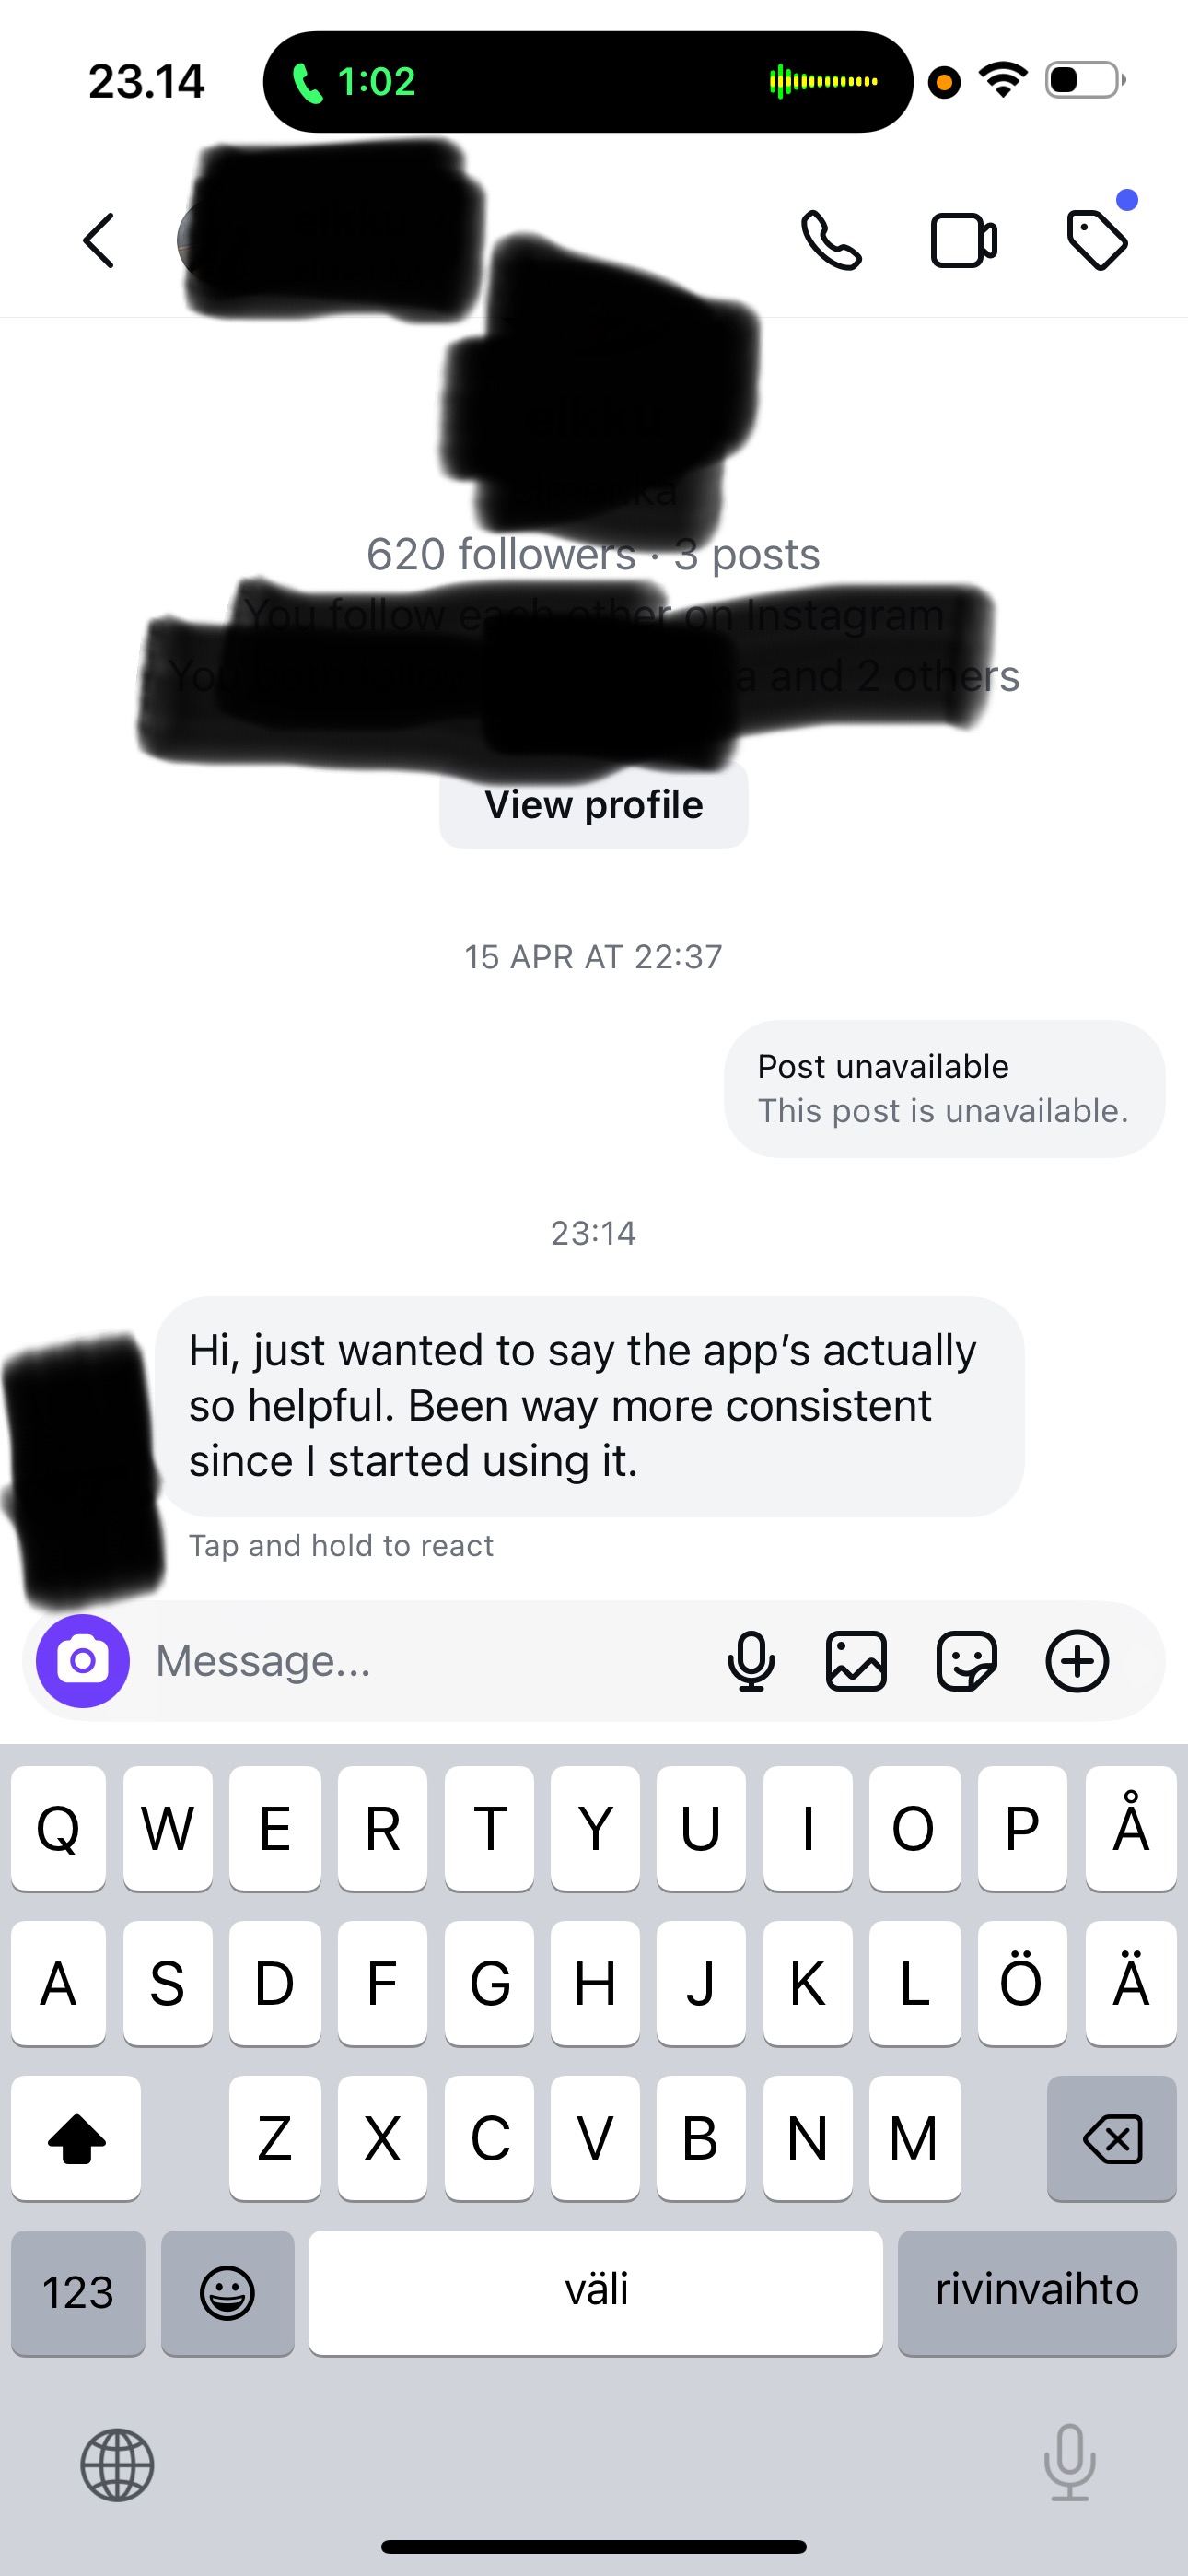 23.14
1:02
620 followers · 3 posts
You follow each other on Instagram
You a and 2 others
View profile
15 APR AT 22:37
Post unavailable
This post is unavailable.
23:14
Hi, just wanted to say the app’s actually
so helpful. Been way more consistent
since I started using it.
Tap and hold to react
Message...
Q W E R T Y U I O P Å
A S D F G H J K L Ö Ä
Z X C V B N M
123 väli rivinvaihto